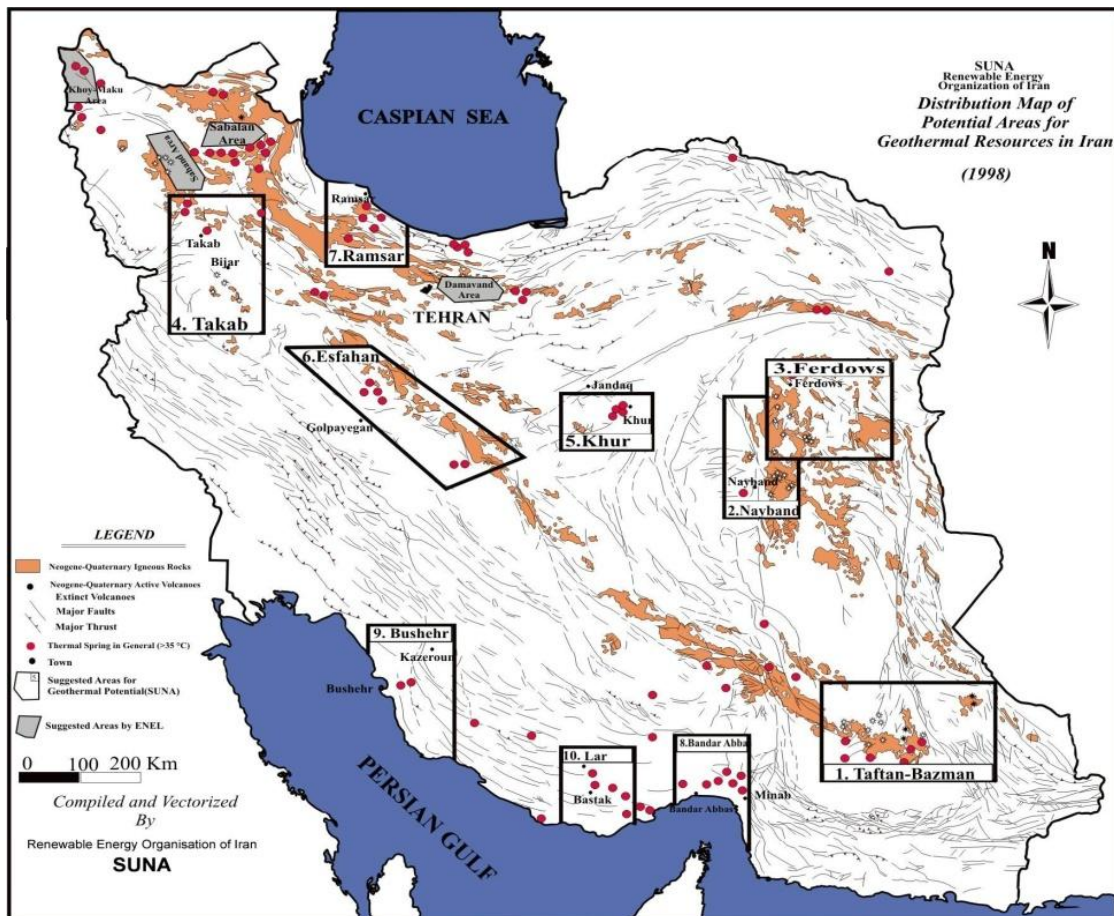 SUNA
Renewable Energy
Organization of Iran
Distribution Map of
Potential Areas for
Geothermal Resources in Iran
(1998)
CASPIAN SEA
Khoy-Maku
Area
Sabalan
Area
Sahand Area
Ramsar
7.Ramsar
Takab
Bijar
4. Takab
Damavand
Area
TEHRAN
N
6.Esfahan
Golpayegan
Jandaq
Khur
5.Khur
3.Ferdows
Ferdows
Nayband
2.Nayband
LEGEND
Neogene-Quaternary Igneous Rocks
Neogene-Quaternary Active Volcanoes
Extinct Volcanoes
Major Faults
Major Thrust
Thermal Spring in General (>35 °C)
Town
Suggested Areas for
Geothermal Potential(SUNA)
Suggested Areas by ENEL
0 100 200 Km
Compiled and Vectorized
By
Renewable Energy Organisation of Iran
SUNA
9. Bushehr
Kazeroun
Bushehr
PERSIAN GULF
10. Lar
Bastak
8.Bandar Abba
Bandar Abbas
Minab
1. Taftan-Bazman